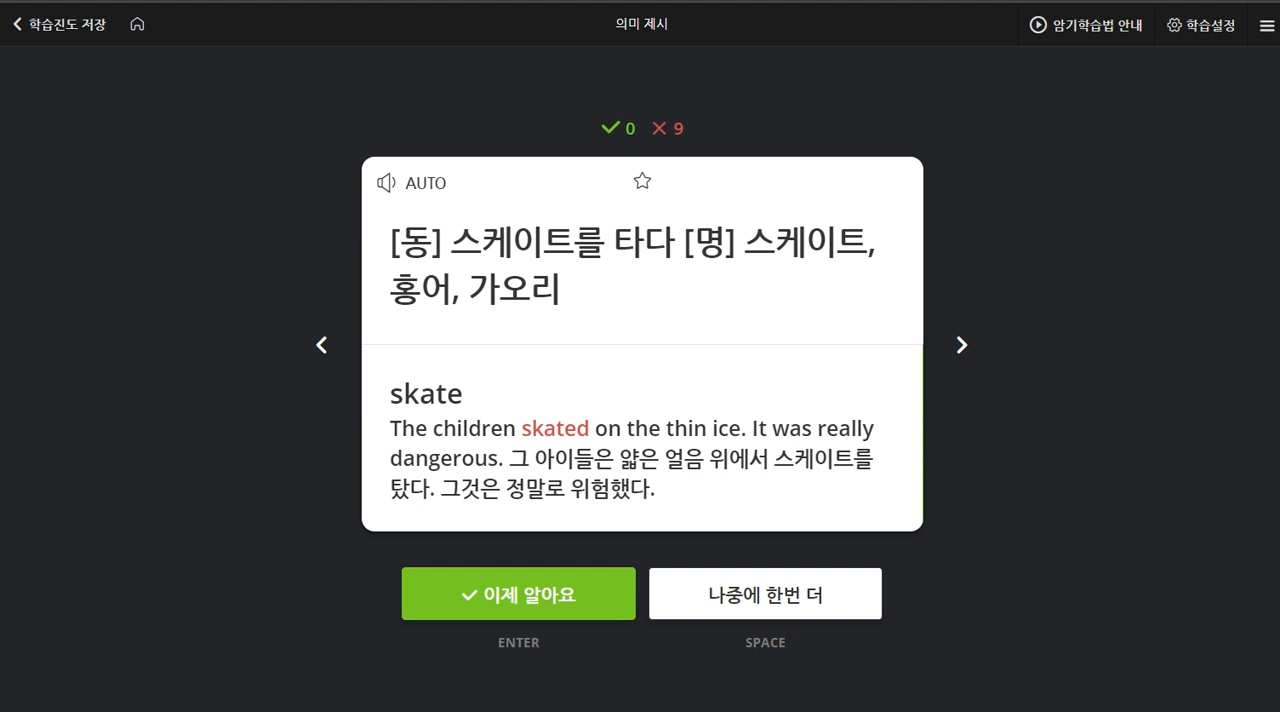 학습진도 저장
의미 제시
암기학습법 안내
학습설정
0 9
AUTO
[동] 스케이트를 타다 [명] 스케이트,
홍어, 가오리
skate
The children skated on the thin ice. It was really
dangerous. 그 아이들은 얇은 얼음 위에서 스케이트를
탔다. 그것은 정말로 위험했다.
이제 알아요
나중에 한번 더
ENTER
SPACE